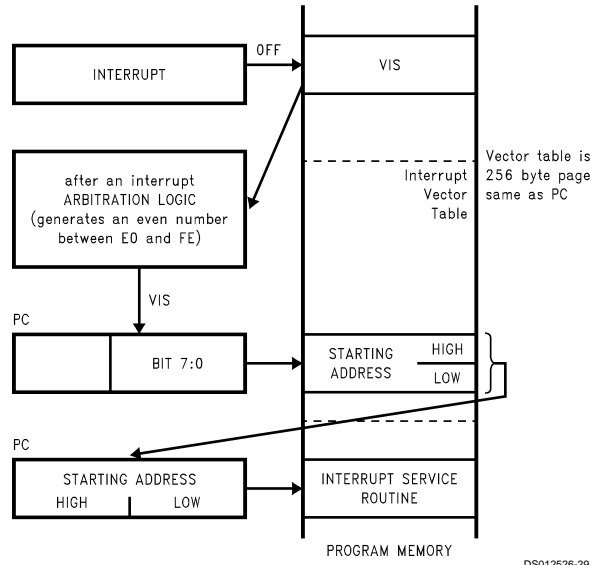 INTERRUPT
OFF
VIS
after an interrupt
ARBITRATION LOGIC
(generates an even number
between E0 and FE)
Interrupt
Vector
Table
Vector table is
256 byte page
same as PC
VIS
PC
BIT 7:0
STARTING
ADDRESS
HIGH
LOW
PC
STARTING ADDRESS
HIGH
LOW
INTERRUPT SERVICE
ROUTINE
PROGRAM MEMORY
DS012526-29